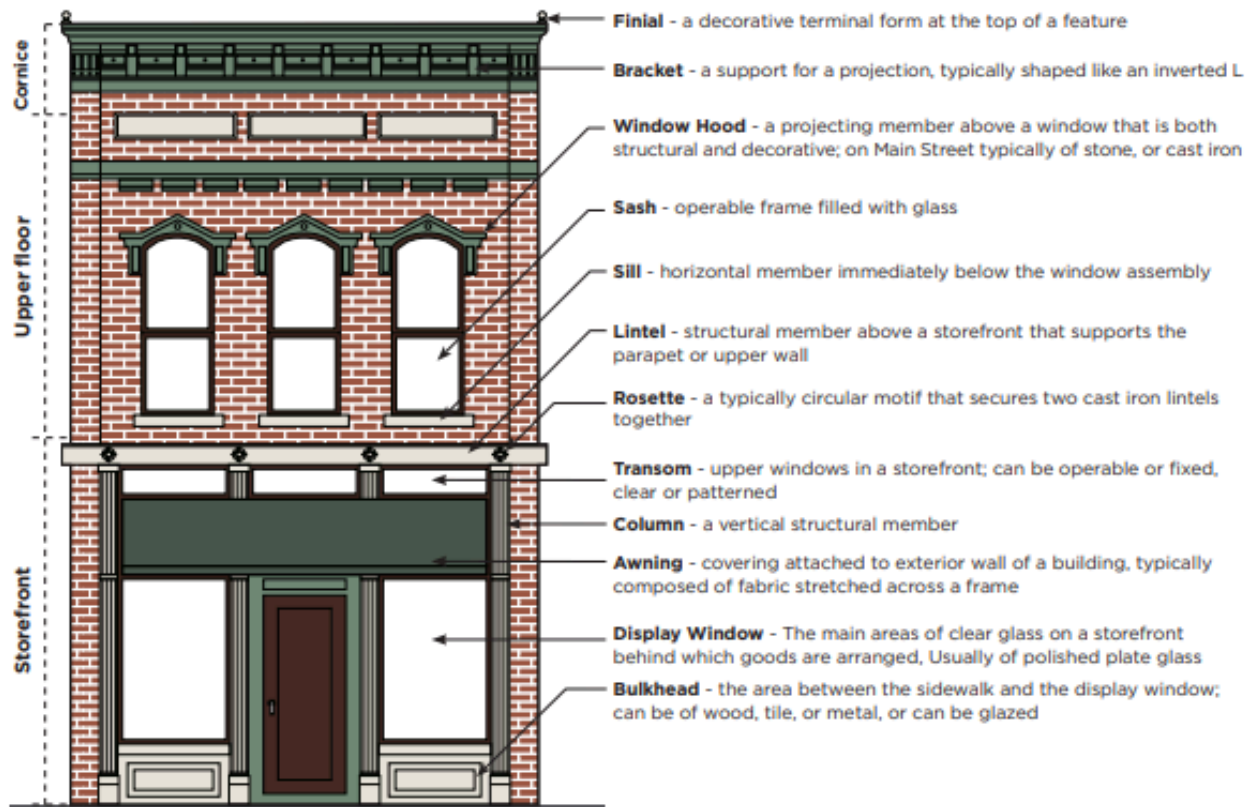 Finial - a decorative terminal form at the top of a feature
Bracket - a support for a projection, typically shaped like an inverted L
Window Hood - a projecting member above a window that is both
structural and decorative; on Main Street typically of stone, or cast iron
Sash - operable frame filled with glass
Sill - horizontal member immediately below the window assembly
Lintel - structural member above a storefront that supports the
parapet or upper wall
Rosette - a typically circular motif that secures two cast iron lintels
together
Transom - upper windows in a storefront; can be operable or fixed,
clear or patterned
Column - a vertical structural member
Awning - covering attached to exterior wall of a building, typically
composed of fabric stretched across a frame
Display Window - The main areas of clear glass on a storefront
behind which goods are arranged, Usually of polished plate glass
Bulkhead - the area between the sidewalk and the display window;
can be of wood, tile, or metal, or can be glazed
Cornice
Upper floor
Storefront